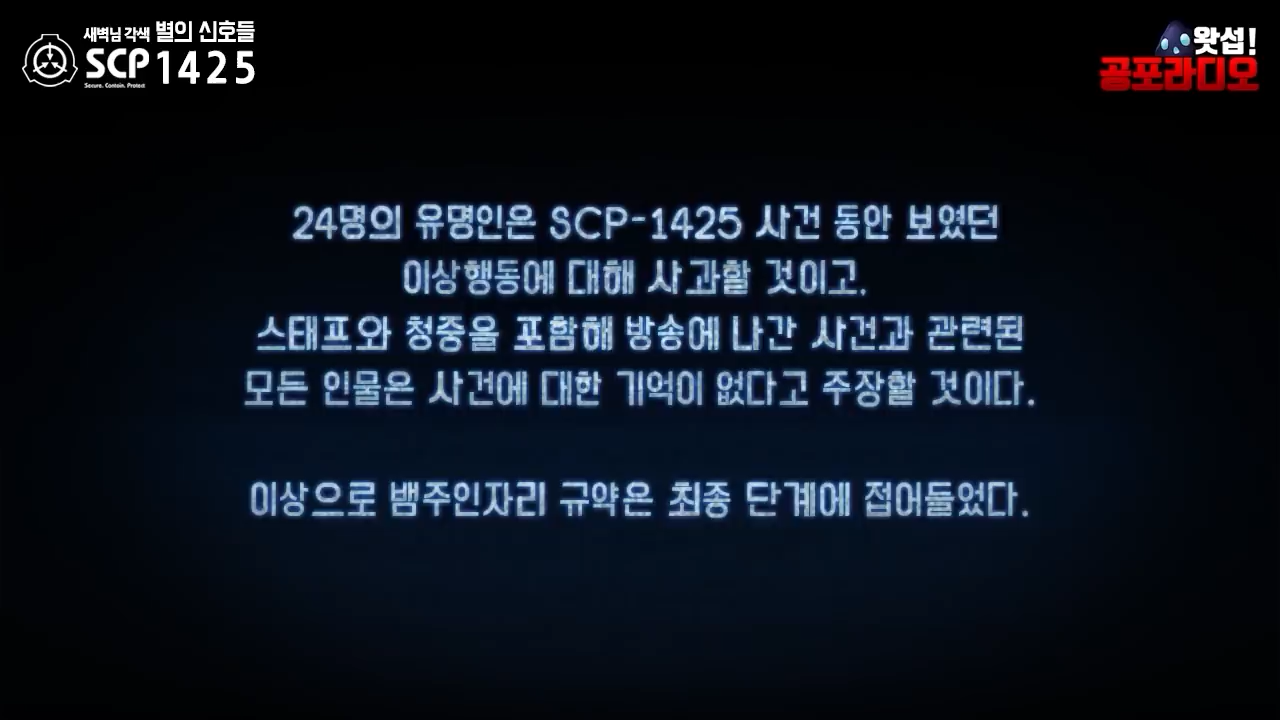 새벽님 각색 별의 신호들
SCP 1425
Secure. Contain. Protect
왓섭!
공포라디오
24명의 유명인은 SCP-1425 사건 동안 보였던
이상행동에 대해 사과할 것이고,
스태프와 청중을 포함해 방송에 나간 사건과 관련된
모든 인물은 사건에 대한 기억이 없다고 주장할 것이다.
이상으로 뱀주인자리 규약은 최종 단계에 접어들었다.